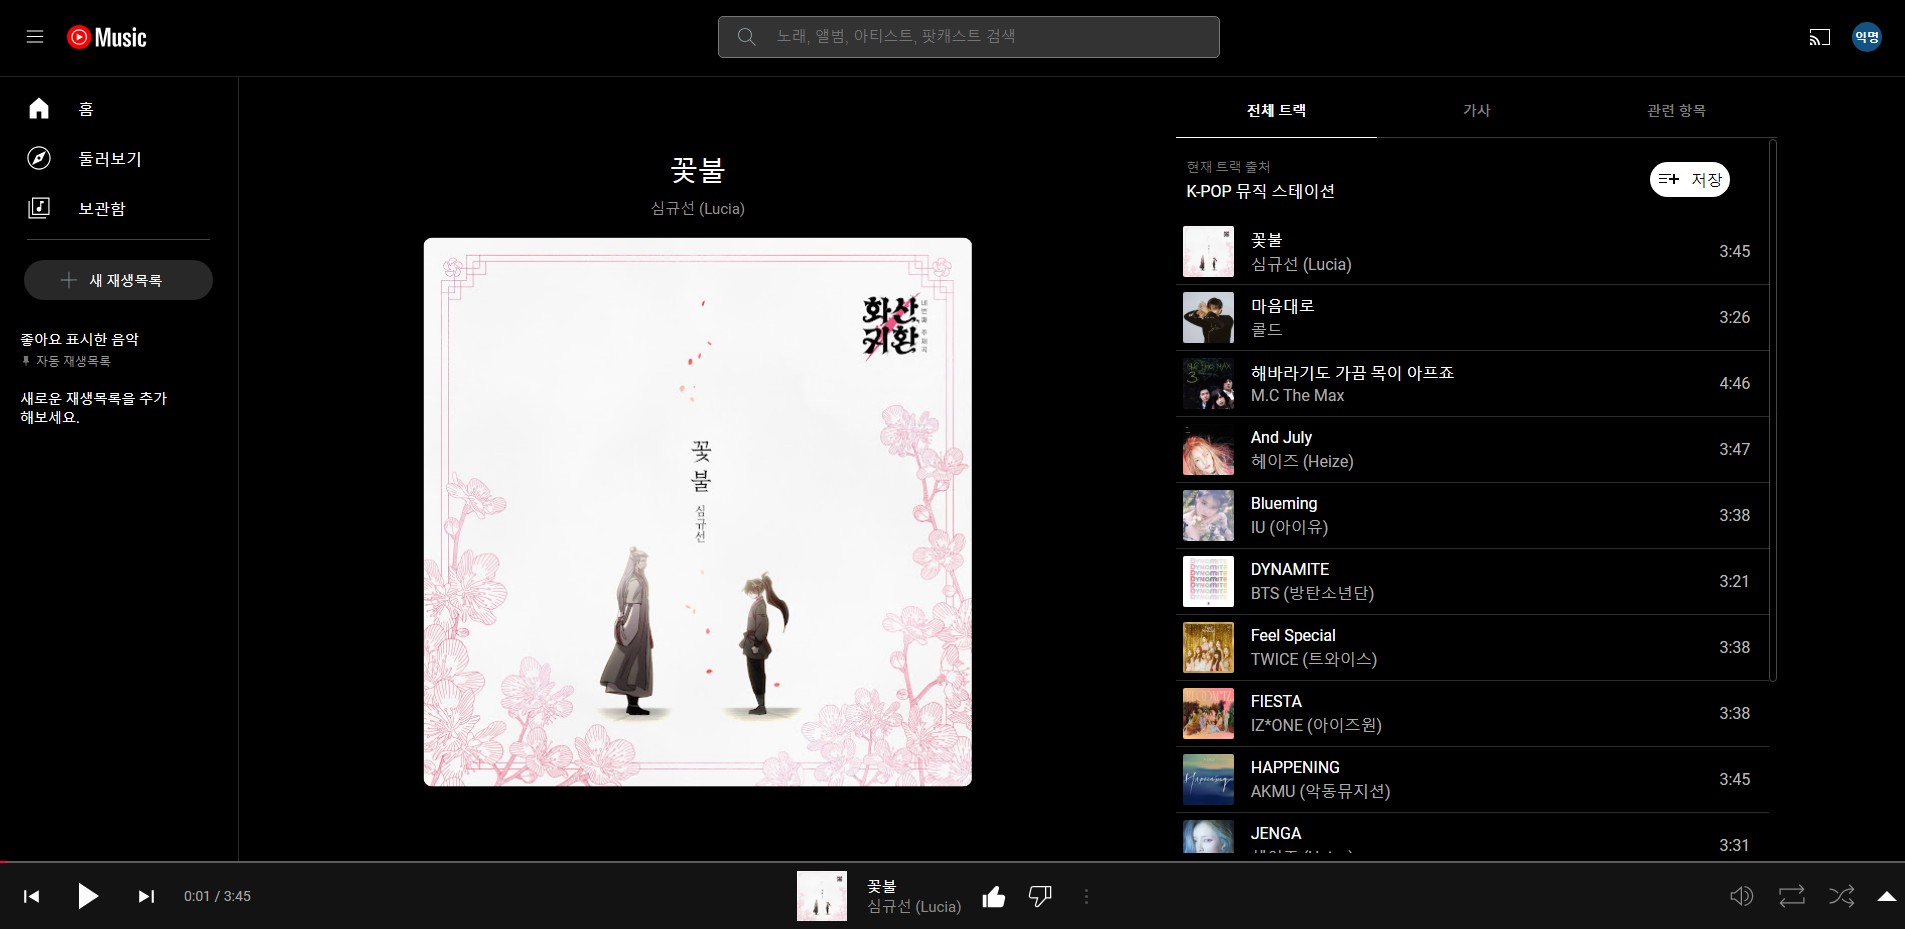 Music
노래, 앨범, 아티스트, 팟캐스트 검색
익명
홈
둘러보기
보관함
새 재생목록
좋아요 표시한 음악
자동 재생목록
새로운 재생목록을 추가
해보세요.
꽃불
심규선 (Lucia)
화산
귀환
꽃
불
심규선
전체 트랙
가사
관련 항목
현재 트랙 출처
K-POP 뮤직 스테이션
저장
꽃불
심규선 (Lucia)
3:45
마음대로
콜드
3:26
해바라기도 가끔 목이 아프죠
M.C The Max
4:46
And July
헤이즈 (Heize)
3:47
Blueming
IU (아이유)
3:38
DYNAMITE
BTS (방탄소년단)
3:21
Feel Special
TWICE (트와이스)
3:38
FIESTA
IZ*ONE (아이즈원)
3:38
HAPPENING
AKMU (악동뮤지션)
3:45
JENGA
3:31
0:01 / 3:45
꽃불
심규선 (Lucia)